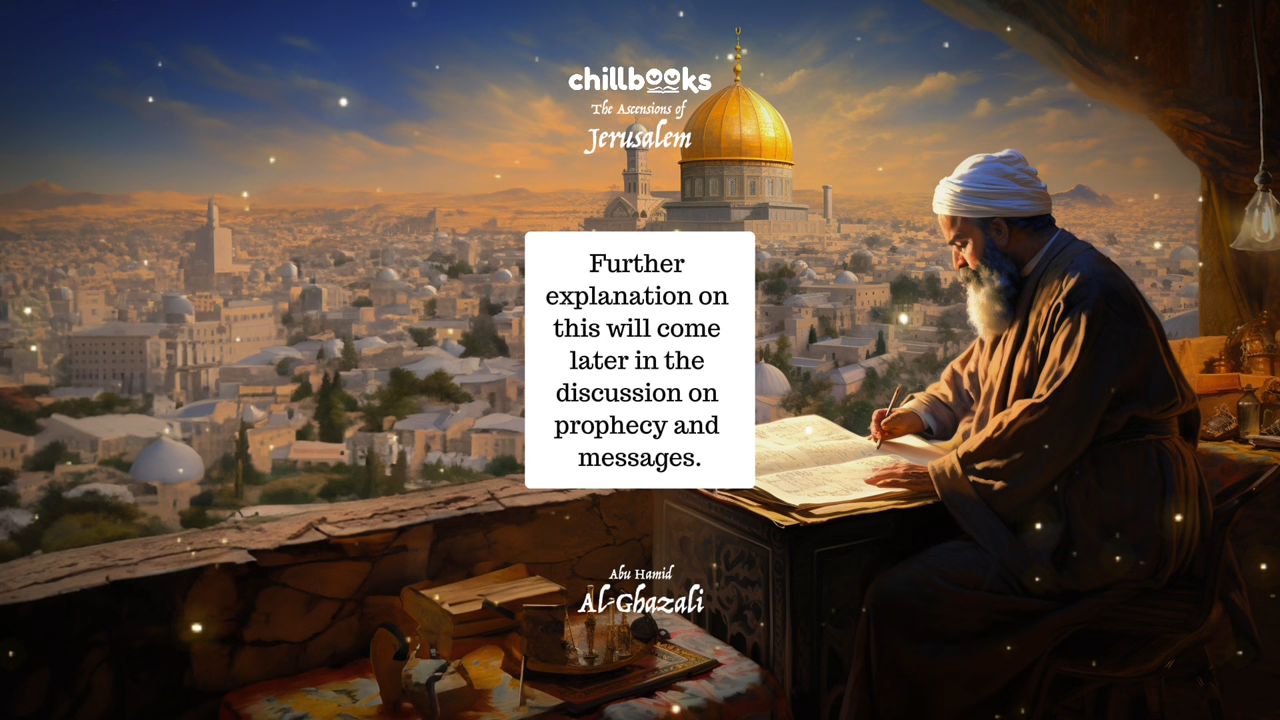 chillbooks
The Ascensions of
Jerusalem
Further
explanation on
this will come
later in the
discussion on
prophecy and
messages.
Abu Hamid
Al-Ghazali